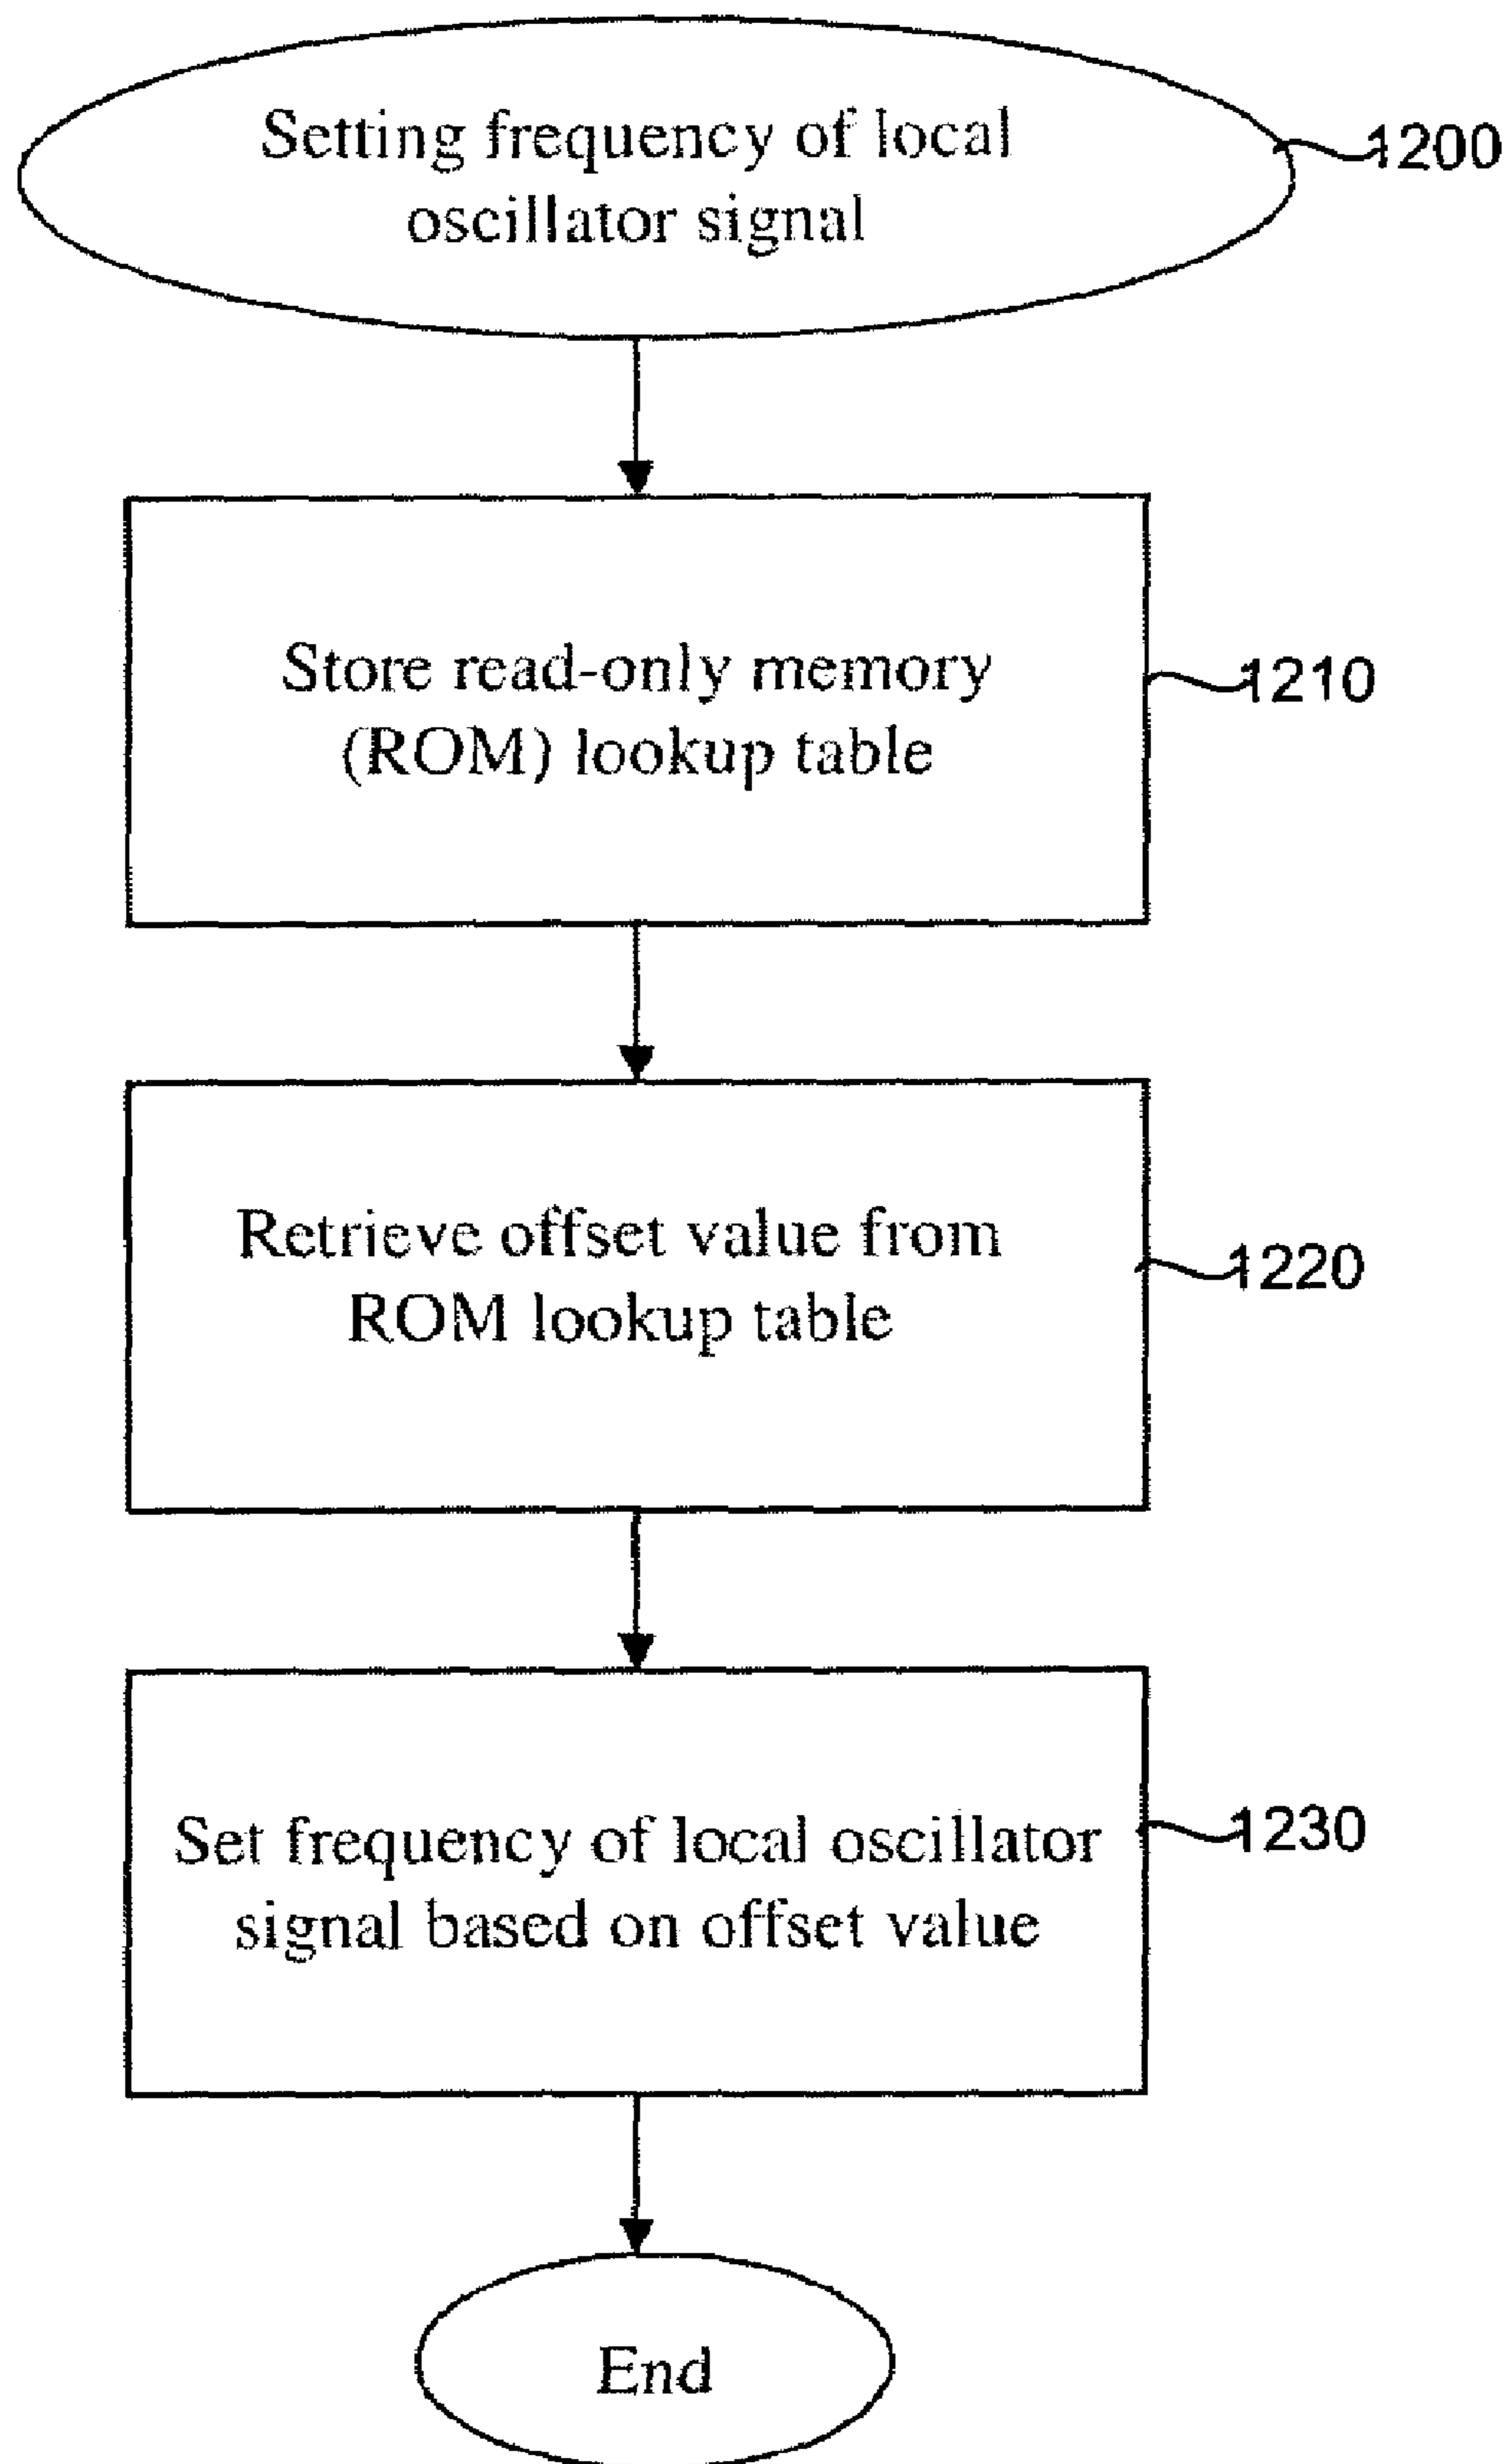 Setting frequency of local
oscillator signal
1200
Store read-only memory
(ROM) lookup table
1210
Retrieve offset value from
ROM lookup table
1220
Set frequency of local oscillator
signal based on offset value
1230
End